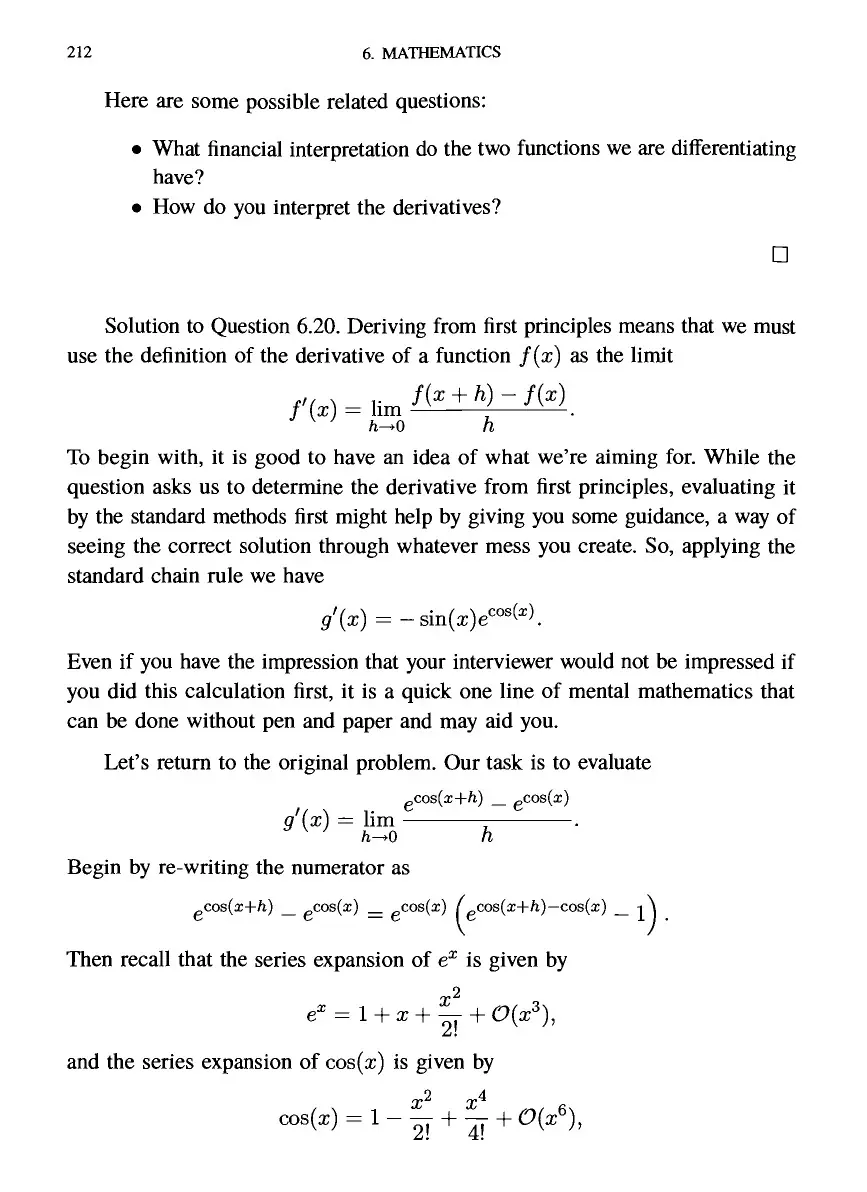 212 6. MATHEMATICS
Here are some possible related questions:
• What financial interpretation do the two functions we are differentiating
have?
• How do you interpret the derivatives?
□
Solution to Question 6.20. Deriving from first principles means that we must
use the definition of the derivative of a function f(x) as the limit
f′(x) = lim_{h→0} (f(x + h) − f(x))/h.
To begin with, it is good to have an idea of what we're aiming for. While the
question asks us to determine the derivative from first principles, evaluating it
by the standard methods first might help by giving you some guidance, a way of
seeing the correct solution through whatever mess you create. So, applying the
standard chain rule we have
g′(x) = − sin(x)e^{cos(x)}.
Even if you have the impression that your interviewer would not be impressed if
you did this calculation first, it is a quick one line of mental mathematics that
can be done without pen and paper and may aid you.
Let's return to the original problem. Our task is to evaluate
g′(x) = lim_{h→0} (e^{cos(x+h)} − e^{cos(x)})/h.
Begin by re-writing the numerator as
e^{cos(x+h)} − e^{cos(x)} = e^{cos(x)} (e^{cos(x+h)−cos(x)} − 1).
Then recall that the series expansion of e^x is given by
e^x = 1 + x + x^2/2! + O(x^3),
and the series expansion of cos(x) is given by
cos(x) = 1 − x^2/2! + x^4/4! + O(x^6),